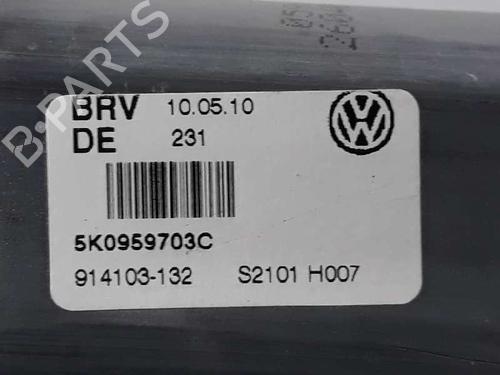 BRV 10.05.10
DE 231
5K0959703C
914103-132 S2101 H007
B-PARTS